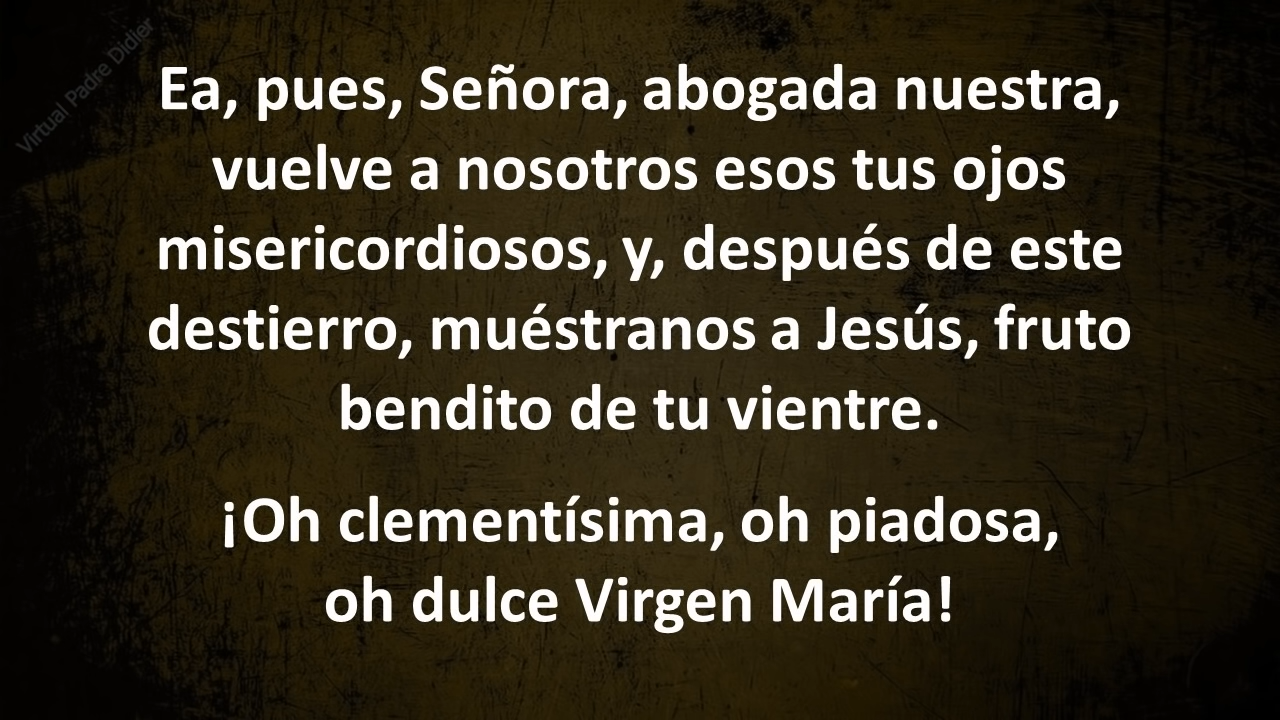 Virtual Padre Didier
Ea, pues, Señora, abogada nuestra,
vuelve a nosotros esos tus ojos
misericordiosos, y, después de este
destierro, muéstranos a Jesús, fruto
bendito de tu vientre.
¡Oh clementísima, oh piadosa,
oh dulce Virgen María!